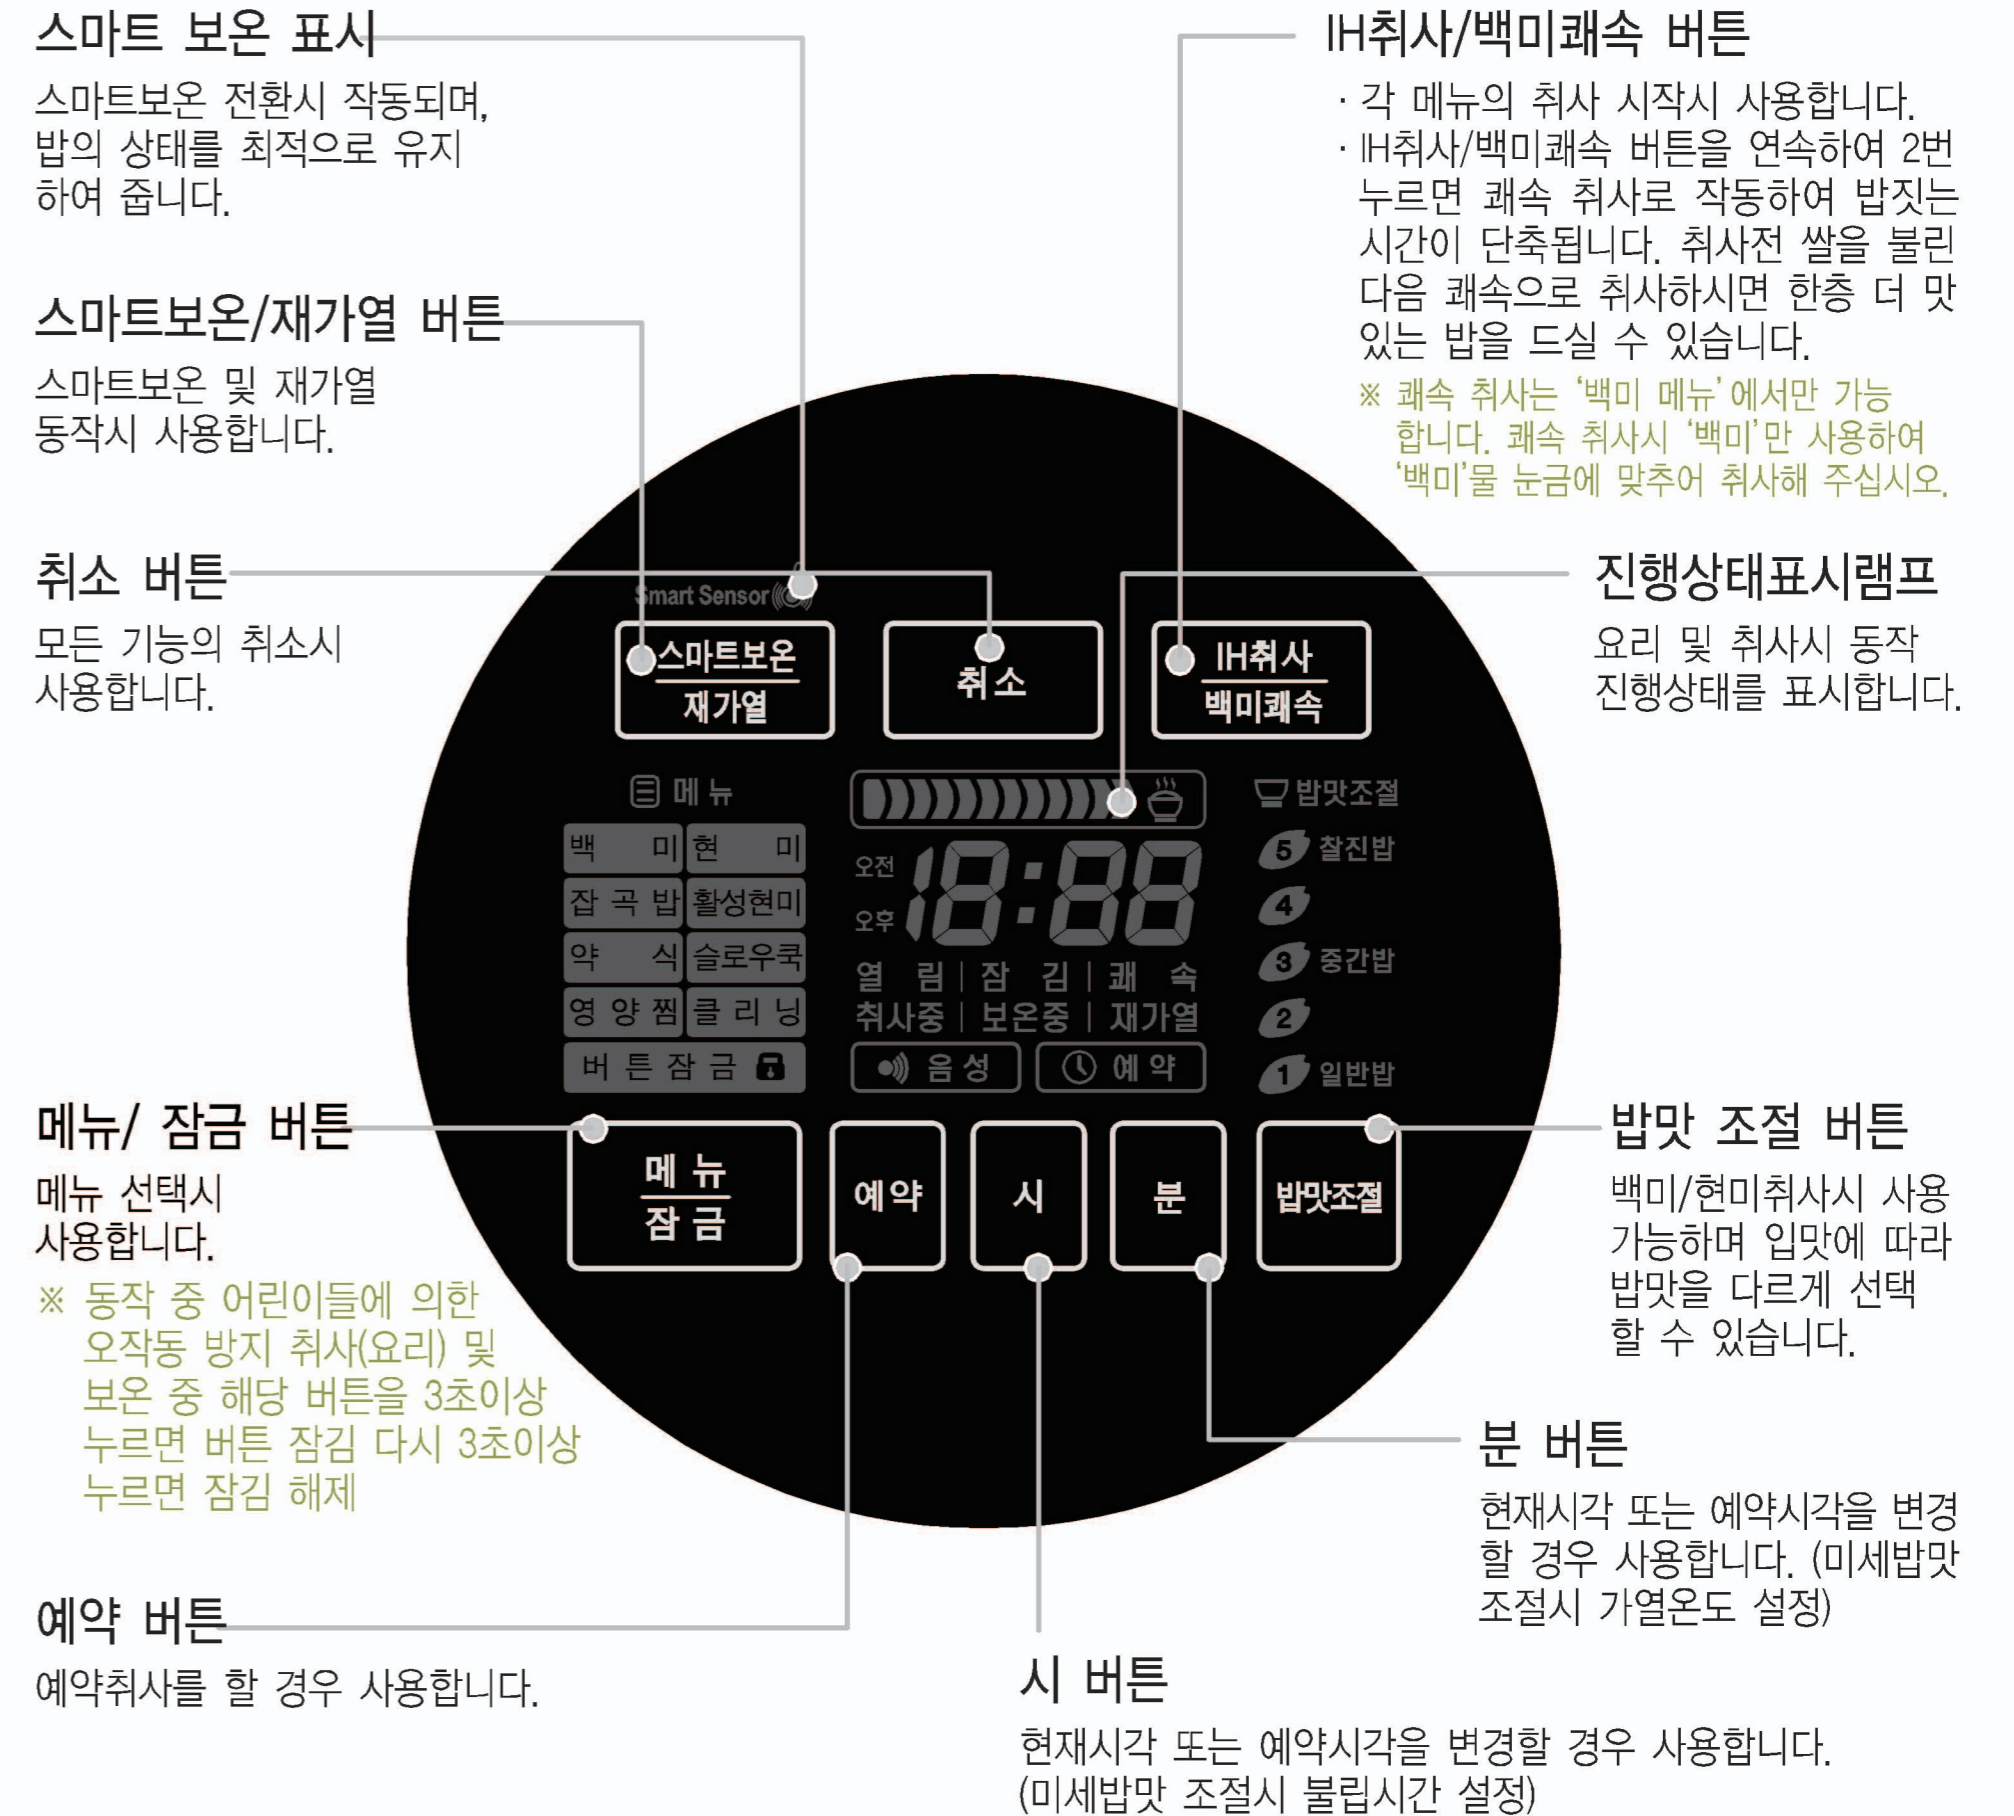 스마트 보온 표시
스마트보온 전환시 작동되며,
밥의 상태를 최적으로 유지
하여 줍니다.
스마트보온/재가열 버튼
스마트보온 및 재가열
동작시 사용합니다.
취소 버튼
모든 기능의 취소시
사용합니다.
IH취사/백미쾌속 버튼
· 각 메뉴의 취사 시작시 사용합니다.
· IH취사/백미쾌속 버튼을 연속하여 2번
누르면 쾌속 취사로 작동하여 밥짓는
시간이 단축됩니다. 취사전 쌀을 불린
다음 쾌속으로 취사하시면 한층 더 맛
있는 밥을 드실 수 있습니다.
※ 쾌속 취사는 ‘백미 메뉴’에서만 가능
합니다. 쾌속 취사시 ‘백미’만 사용하여
‘백미’물 눈금에 맞추어 취사해 주십시오.
진행상태표시램프
요리 및 취사시 동작
진행상태를 표시합니다.
Smart Sensor
스마트보온
재가열
취소
IH취사
백미쾌속
메뉴
백 미
현 미
잡곡밥
활성현미
약 식
슬로우쿡
영양찜
클리닝
버튼잠금
오전
오후
18:88
열 림 | 잠 김 | 쾌 속
취사중 | 보온중 | 재가열
음성
예약
밥맛조절
5 찰진밥
4
3 중간밥
2
1 일반밥
메뉴
잠금
예약
시
분
밥맛조절
메뉴/ 잠금 버튼
메뉴 선택시
사용합니다.
※ 동작 중 어린이들에 의한
오작동 방지 취사(요리) 및
보온 중 해당 버튼을 3초이상
누르면 버튼 잠김 다시 3초이상
누르면 잠김 해제
예약 버튼
예약취사를 할 경우 사용합니다.
밥맛 조절 버튼
백미/현미취사시 사용
가능하며 입맛에 따라
밥맛을 다르게 선택
할 수 있습니다.
분 버튼
현재시각 또는 예약시각을 변경
할 경우 사용합니다. (미세밥맛
조절시 가열온도 설정)
시 버튼
현재시각 또는 예약시각을 변경할 경우 사용합니다.
(미세밥맛 조절시 불립시간 설정)